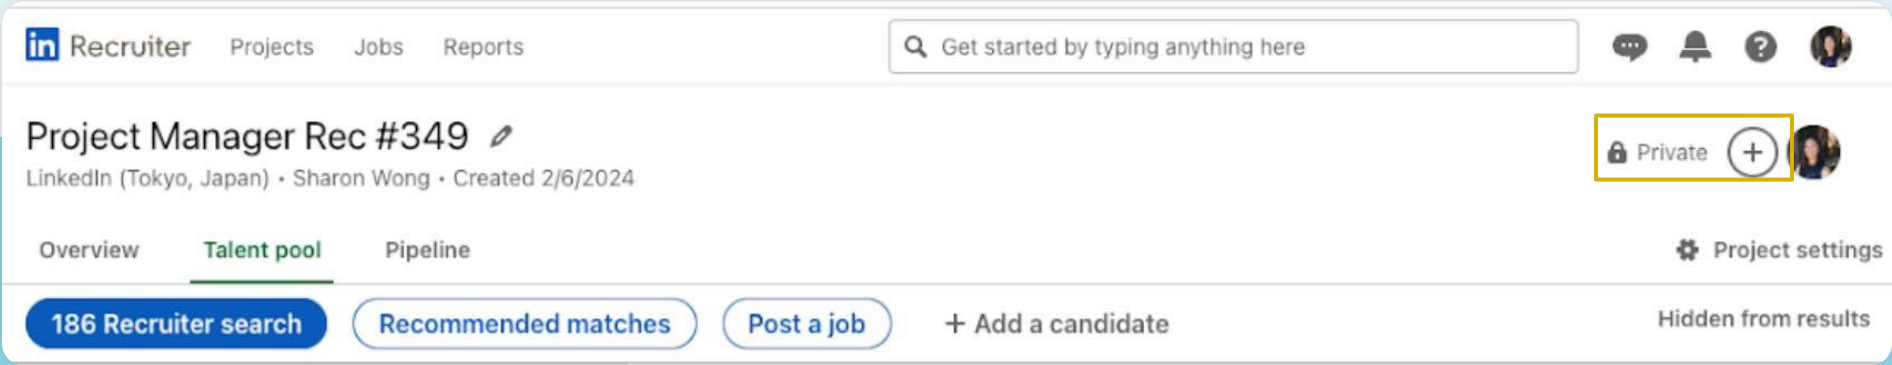 in Recruiter Projects Jobs Reports Get started by typing anything here
Project Manager Rec #349
Private
LinkedIn (Tokyo, Japan) • Sharon Wong • Created 2/6/2024
Overview Talent pool Pipeline Project settings
186 Recruiter search Recommended matches Post a job + Add a candidate Hidden from results